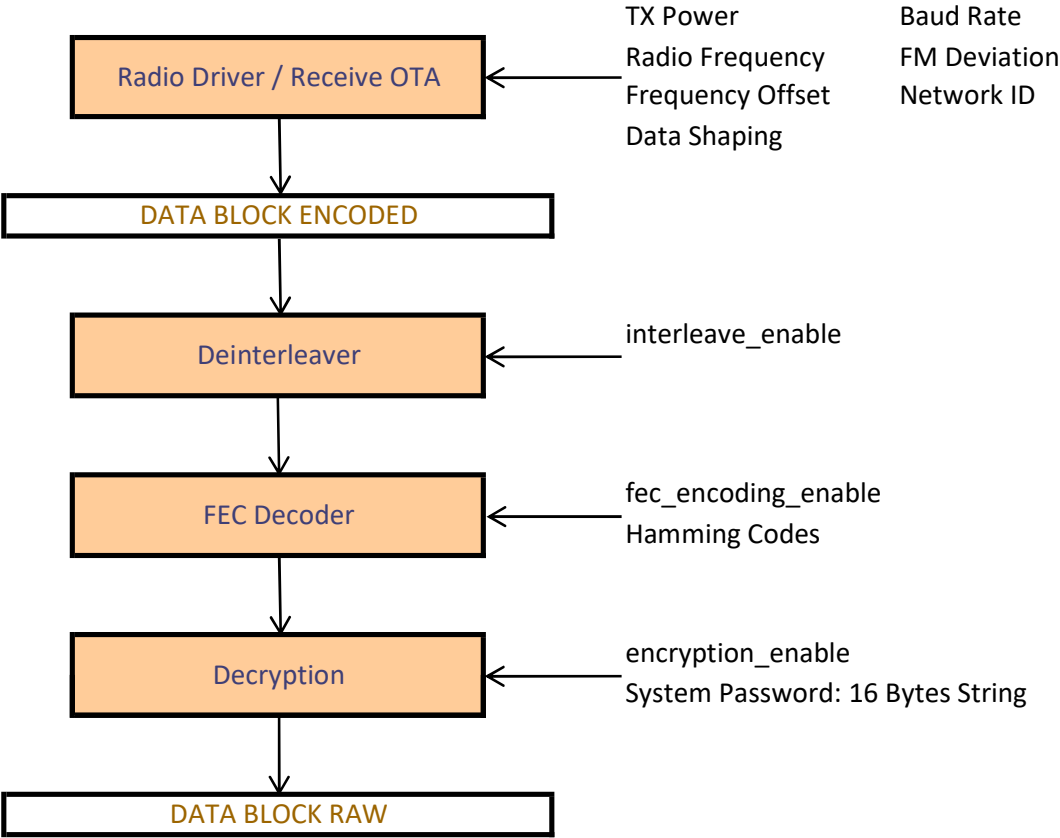 TX Power Baud Rate
Radio Driver / Receive OTA
Radio Frequency FM Deviation
Frequency Offset Network ID
Data Shaping
DATA BLOCK ENCODED
Deinterleaver
interleave_enable
FEC Decoder
fec_encoding_enable
Hamming Codes
Decryption
encryption_enable
System Password: 16 Bytes String
DATA BLOCK RAW